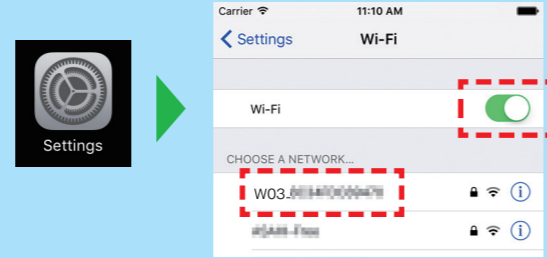 Carrier 11:10 AM
Settings Wi-Fi
Wi-Fi
Settings
CHOOSE A NETWORK...
W03_